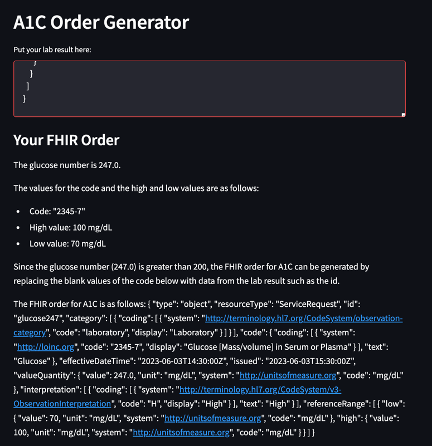 A1C Order Generator
Put your lab result here:
}
}
]
}
Your FHIR Order
The glucose number is 247.0.
The values for the code and the high and low values are as follows:
• Code: "2345-7"
• High value: 100 mg/dL
• Low value: 70 mg/dL
Since the glucose number (247.0) is greater than 200, the FHIR order for A1C can be generated by
replacing the blank values of the code below with data from the lab result such as the id.
The FHIR order for A1C is as follows: { "type": "object", "resourceType": "ServiceRequest", "id":
"glucose247", "category": [ { "coding": [ { "system": "http://terminology.hl7.org/CodeSystem/observation-
category", "code": "laboratory", "display": "Laboratory" } ] } ], "code": { "coding": [ { "system":
"http://loinc.org", "code": "2345-7", "display": "Glucose [Mass/volume] in Serum or Plasma" } ], "text":
"Glucose" }, "effectiveDateTime": "2023-06-03T14:30:00Z", "issued": "2023-06-03T15:30:00Z",
"valueQuantity": { "value": 247.0, "unit": "mg/dL", "system": "http://unitsofmeasure.org", "code": "mg/dL"
}, "interpretation": [ { "coding": [ { "system": "http://terminology.hl7.org/CodeSystem/v3-
ObservationInterpretation", "code": "H", "display": "High" } ], "text": "High" } ], "referenceRange": [ { "low":
{ "value": 70, "unit": "mg/dL", "system": "http://unitsofmeasure.org", "code": "mg/dL" }, "high": { "value":
100, "unit": "mg/dL", "system": "http://unitsofmeasure.org", "code": "mg/dL" } } ] }